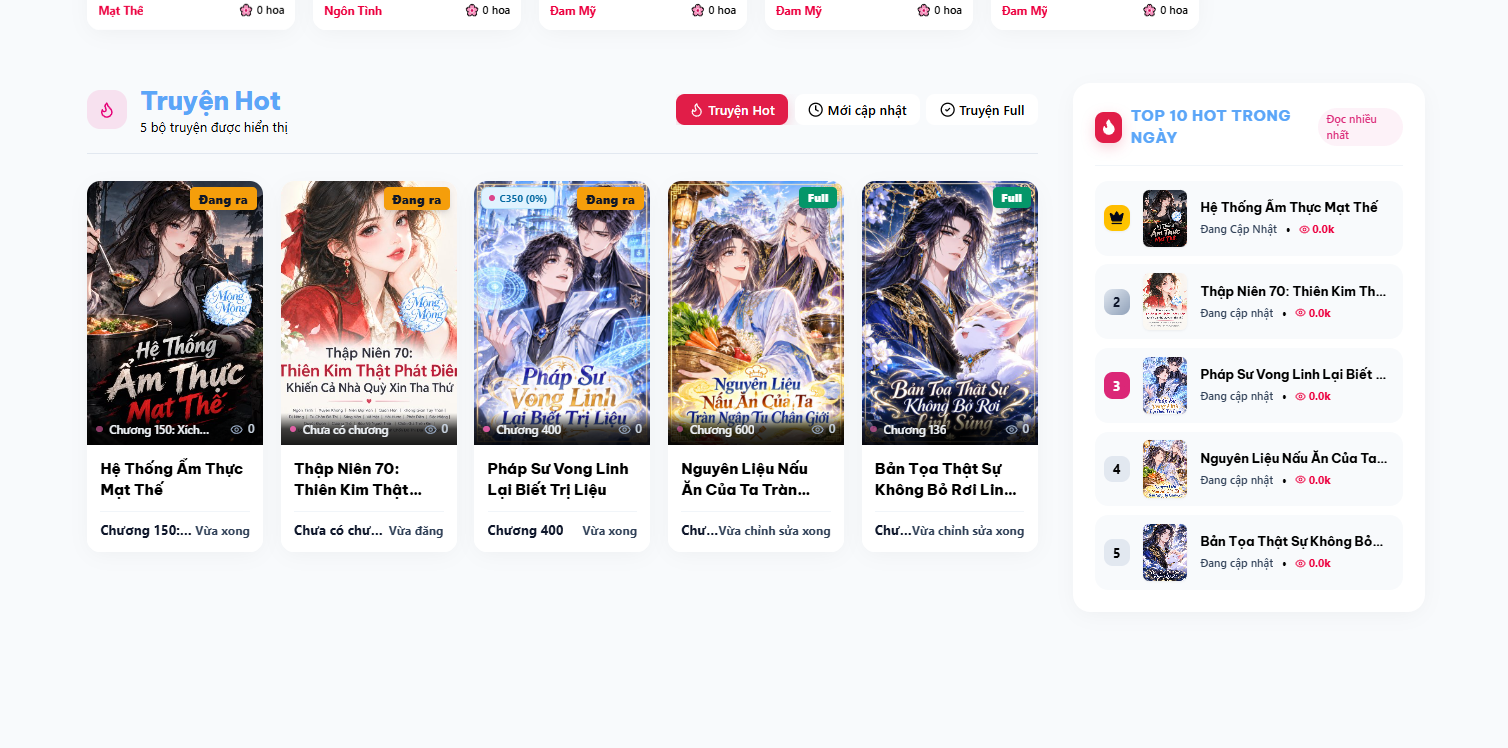 Mạt Thế 0 hoa
Ngôn Tình 0 hoa
Đam Mỹ 0 hoa
Đam Mỹ 0 hoa
Đam Mỹ 0 hoa
Truyện Hot
5 bộ truyện được hiển thị
Truyện Hot
Mới cập nhật
Truyện Full
Đang ra
Mộng Mộng
Hệ Thống
Ẩm Thực
Mạt Thế
Chương 150: Xích... 0
Hệ Thống Ẩm Thực
Mạt Thế
Chương 150:... Vừa xong
Đang ra
Mộng Mộng
Thập Niên 70:
Thiên Kim Thật Phát Điên
Khiến Cả Nhà Quỳ Xin Tha Thứ
Chưa có chương 0
Thập Niên 70:
Thiên Kim Thật...
Chưa có chư... Vừa đăng
C350 (0%)
Đang ra
Pháp Sư
Vong Linh
Lại Biết Trị Liệu
Chương 400 0
Pháp Sư Vong Linh
Lại Biết Trị Liệu
Chương 400 Vừa xong
Full
Nguyên Liệu
Nấu Ăn Của Ta
Tràn Ngập Tu Chân Giới
Chương 600 0
Nguyên Liệu Nấu
Ăn Của Ta Tràn...
Chư... Vừa chỉnh sửa xong
Full
Bản Tọa Thật Sự
Không Bỏ Rơi
Linh Sủng
Chương 136 0
Bản Tọa Thật Sự
Không Bỏ Rơi Lin...
Chư... Vừa chỉnh sửa xong
TOP 10 HOT TRONG
NGÀY
Đọc nhiều
nhất
Hệ Thống Ẩm Thực Mạt Thế
Đang Cập Nhật • 0.0k
2
Thập Niên 70: Thiên Kim Th...
Đang cập nhật • 0.0k
3
Pháp Sư Vong Linh Lại Biết ...
Đang cập nhật • 0.0k
4
Nguyên Liệu Nấu Ăn Của Ta...
Đang cập nhật • 0.0k
5
Bản Tọa Thật Sự Không Bỏ...
Đang cập nhật • 0.0k